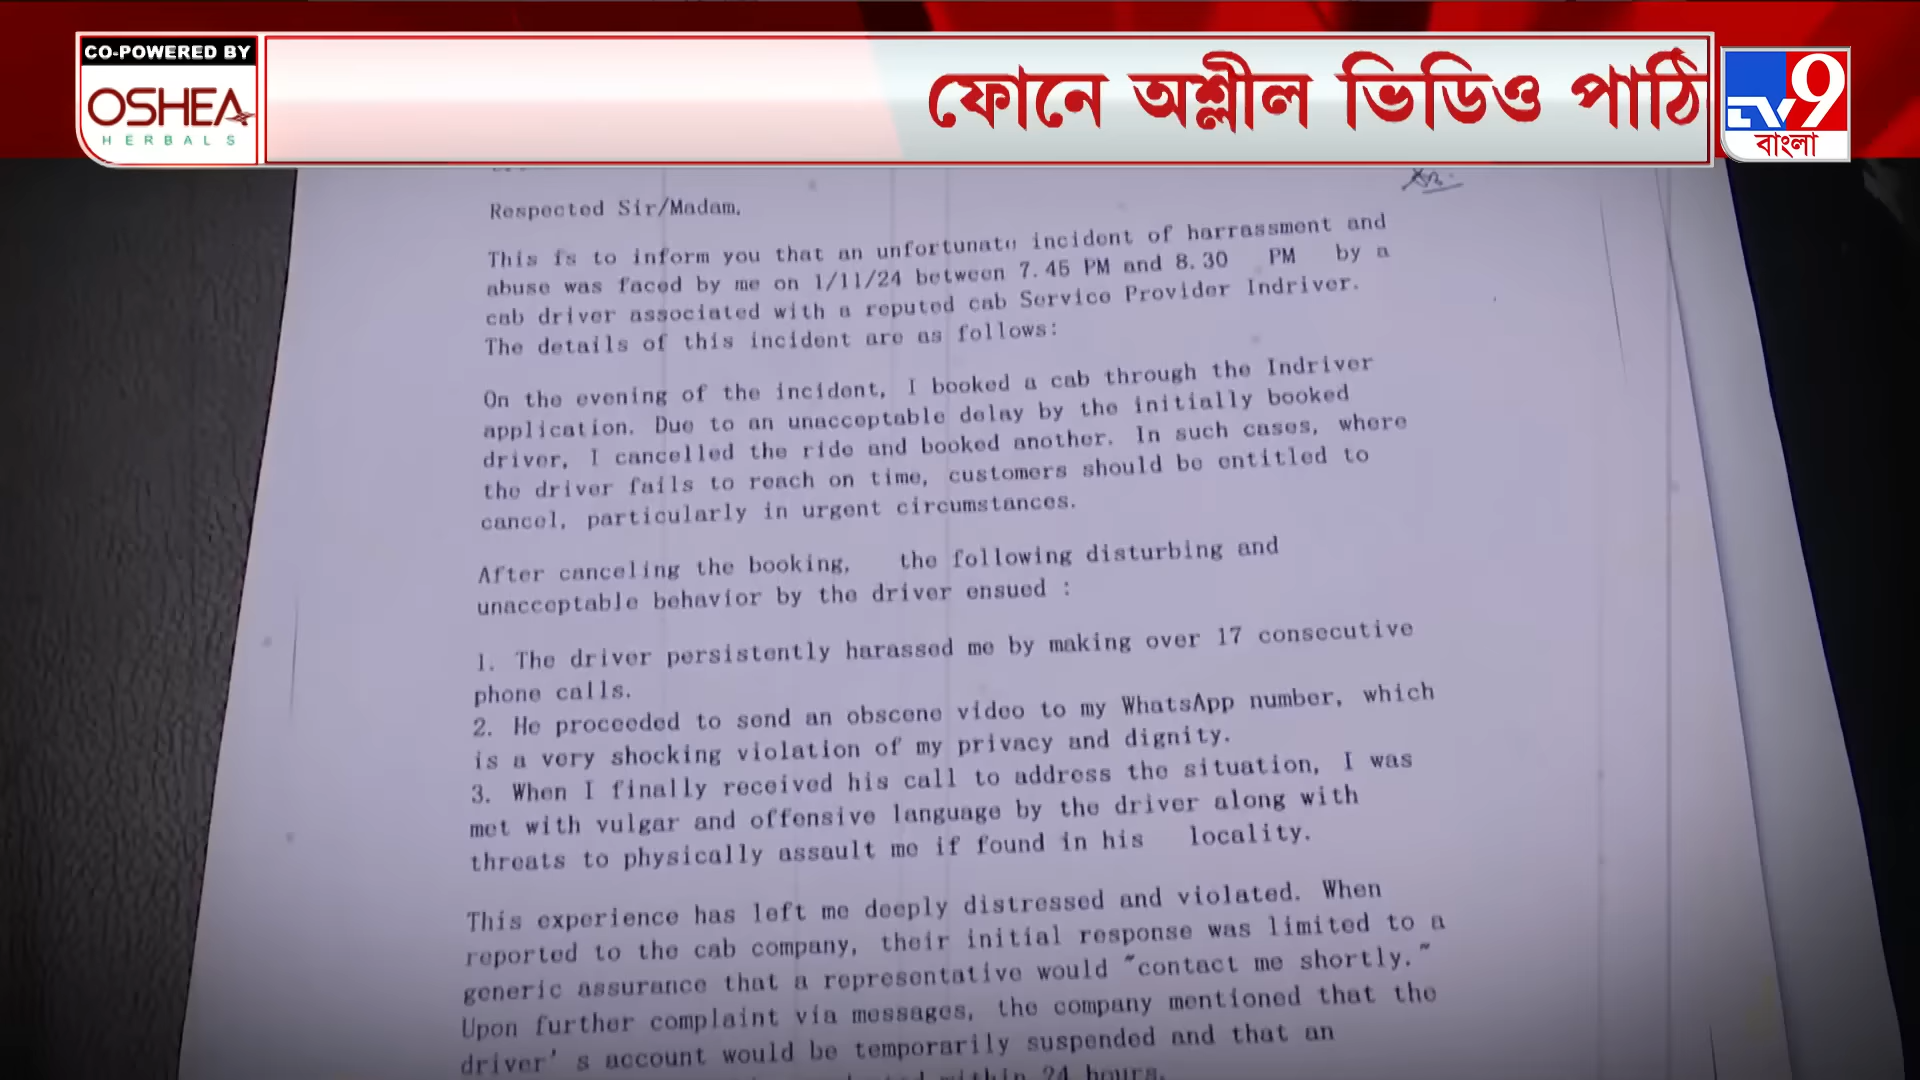 CO-POWERED BY
OSHEA
HERBALS
ফোনে অশ্লীল ভিডিও পাঠি
TV9
বাংলা
Respected Sir/Madam,
This is to inform you that an unfortunate incident of harrassment and
abuse was faced by me on 1/11/24 between 7.45 PM and 8.30 PM by a
cab driver associated with a reputed cab Service Provider Indriver.
The details of this incident are as follows:
On the evening of the incident, I booked a cab through the Indriver
application. Due to an unacceptable delay by the initially booked
driver, I cancelled the ride and booked another. In such cases, where
the driver fails to reach on time, customers should be entitled to
cancel, particularly in urgent circumstances.
After canceling the booking, the following disturbing and
unacceptable behavior by the driver ensued :
1. The driver persistently harassed me by making over 17 consecutive
phone calls.
2. He proceeded to send an obscene video to my WhatsApp number, which
is a very shocking violation of my privacy and dignity.
3. When I finally received his call to address the situation, I was
met with vulgar and offensive language by the driver along with
threats to physically assault me if found in his locality.
This experience has left me deeply distressed and violated. When
reported to the cab company, their initial response was limited to a
generic assurance that a representative would "contact me shortly."
Upon further complaint via messages, the company mentioned that the
driver's account would be temporarily suspended and that an
within 24 hours.